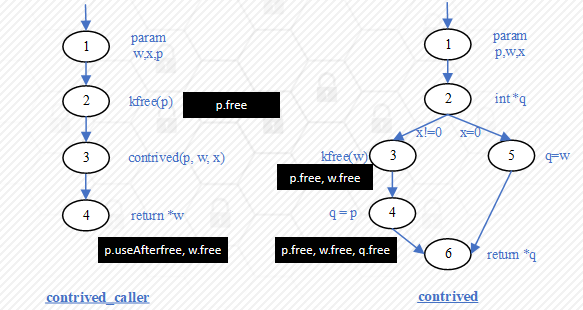 1
param
w,x,p
2
kfree(p)
p.free
3
contrived(p, w, x)
4
return *w
p.useAfterfree, w.free
contrived_caller
1
param
p,w,x
2
int *q
x!=0
x=0
kfree(w)
3
5
q=w
p.free, w.free
q = p
4
p.free, w.free, q.free
6
return *q
contrived